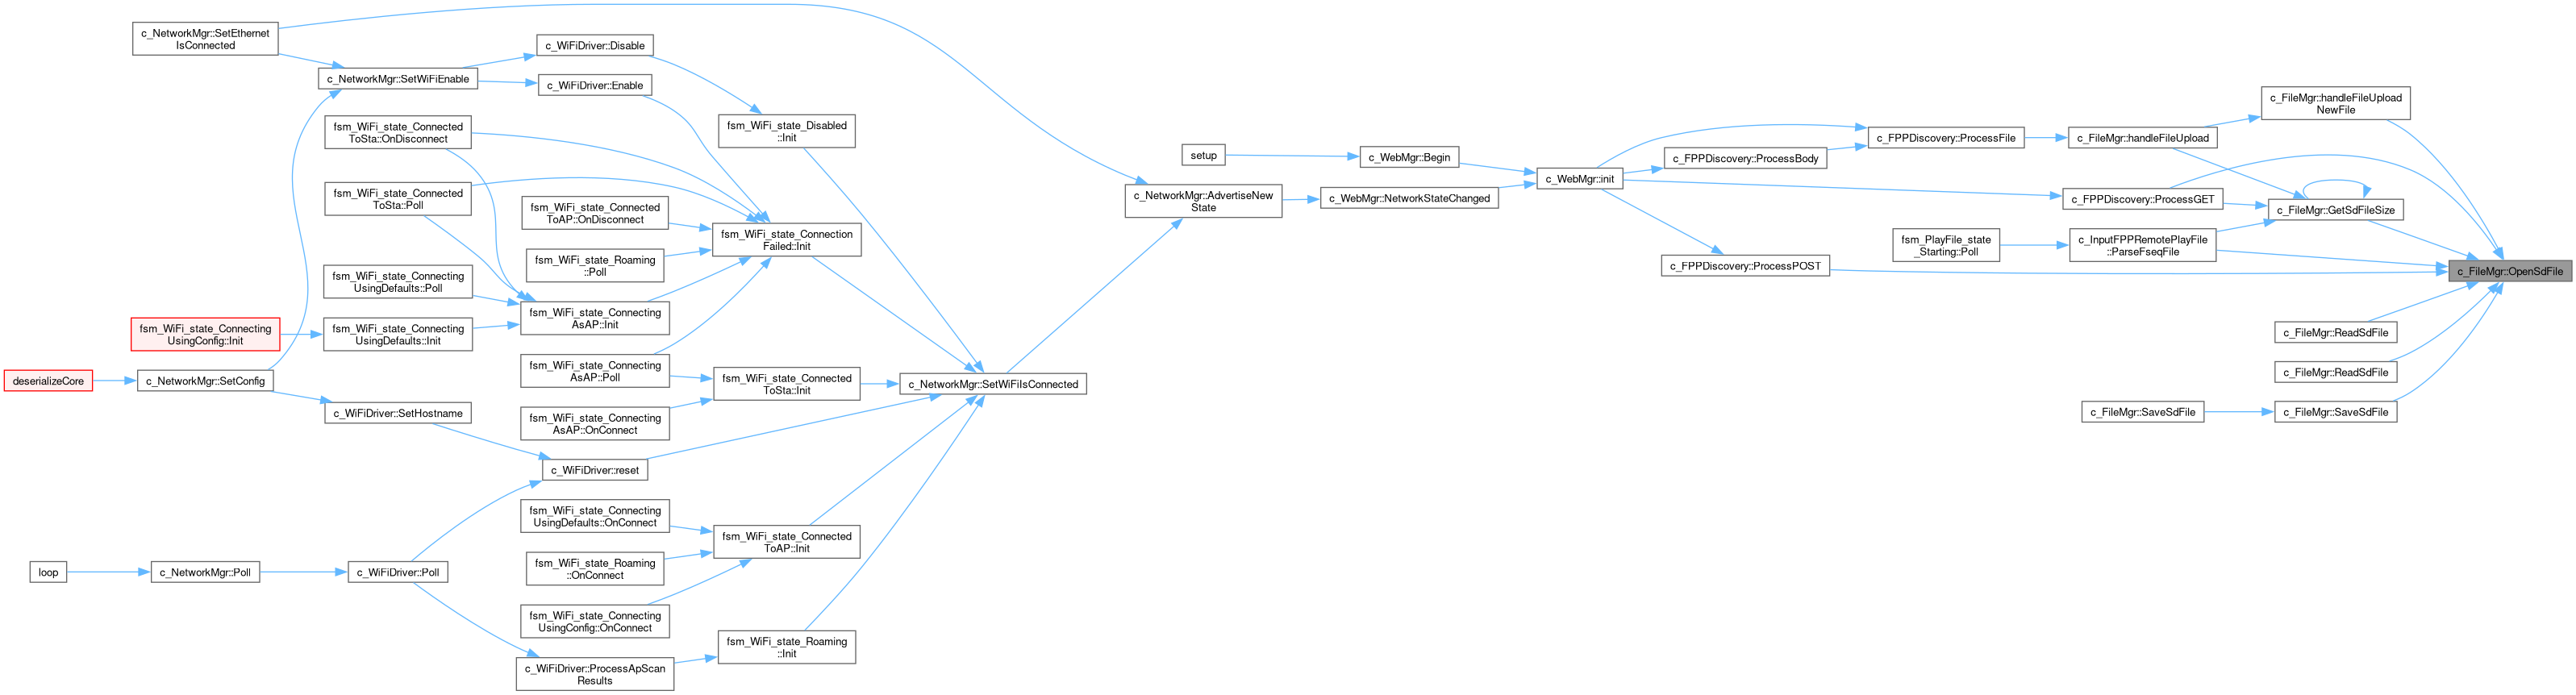 c_NetworkMgr::SetEthernet
IsConnected
c_NetworkMgr::SetWiFiEnable
c_WiFiDriver::Disable
c_WiFiDriver::Enable
fsm_WiFi_state_Connected
ToSta::OnDisconnect
fsm_WiFi_state_Disabled
::Init
fsm_WiFi_state_Connected
ToSta::Poll
fsm_WiFi_state_Connected
ToAP::OnDisconnect
fsm_WiFi_state_Connection
Failed::Init
fsm_WiFi_state_Roaming
::Poll
fsm_WiFi_state_Connecting
UsingDefaults::Poll
fsm_WiFi_state_Connecting
AsAP::Init
fsm_WiFi_state_Connecting
UsingConfig::Init
fsm_WiFi_state_Connecting
UsingDefaults::Init
fsm_WiFi_state_Connecting
AsAP::Poll
deserializeCore
c_NetworkMgr::SetConfig
fsm_WiFi_state_Connected
ToSta::Init
c_NetworkMgr::SetWiFiIsConnected
c_WiFiDriver::SetHostname
fsm_WiFi_state_Connecting
AsAP::OnConnect
c_WiFiDriver::reset
fsm_WiFi_state_Connecting
UsingDefaults::OnConnect
fsm_WiFi_state_Connected
ToAP::Init
fsm_WiFi_state_Roaming
::OnConnect
loop
c_NetworkMgr::Poll
c_WiFiDriver::Poll
fsm_WiFi_state_Connecting
UsingConfig::OnConnect
fsm_WiFi_state_Roaming
::Init
c_WiFiDriver::ProcessApScan
Results
setup
c_WebMgr::Begin
c_NetworkMgr::AdvertiseNew
State
c_WebMgr::NetworkStateChanged
c_WebMgr::init
c_FPPDiscovery::ProcessBody
c_FPPDiscovery::ProcessFile
c_FileMgr::handleFileUpload
c_FileMgr::handleFileUpload
NewFile
c_FPPDiscovery::ProcessGET
c_FileMgr::GetSdFileSize
fsm_PlayFile_state
_Starting::Poll
c_InputFPPRemotePlayFile
::ParseFseqFile
c_FPPDiscovery::ProcessPOST
c_FileMgr::OpenSdFile
c_FileMgr::ReadSdFile
c_FileMgr::ReadSdFile
c_FileMgr::SaveSdFile
c_FileMgr::SaveSdFile